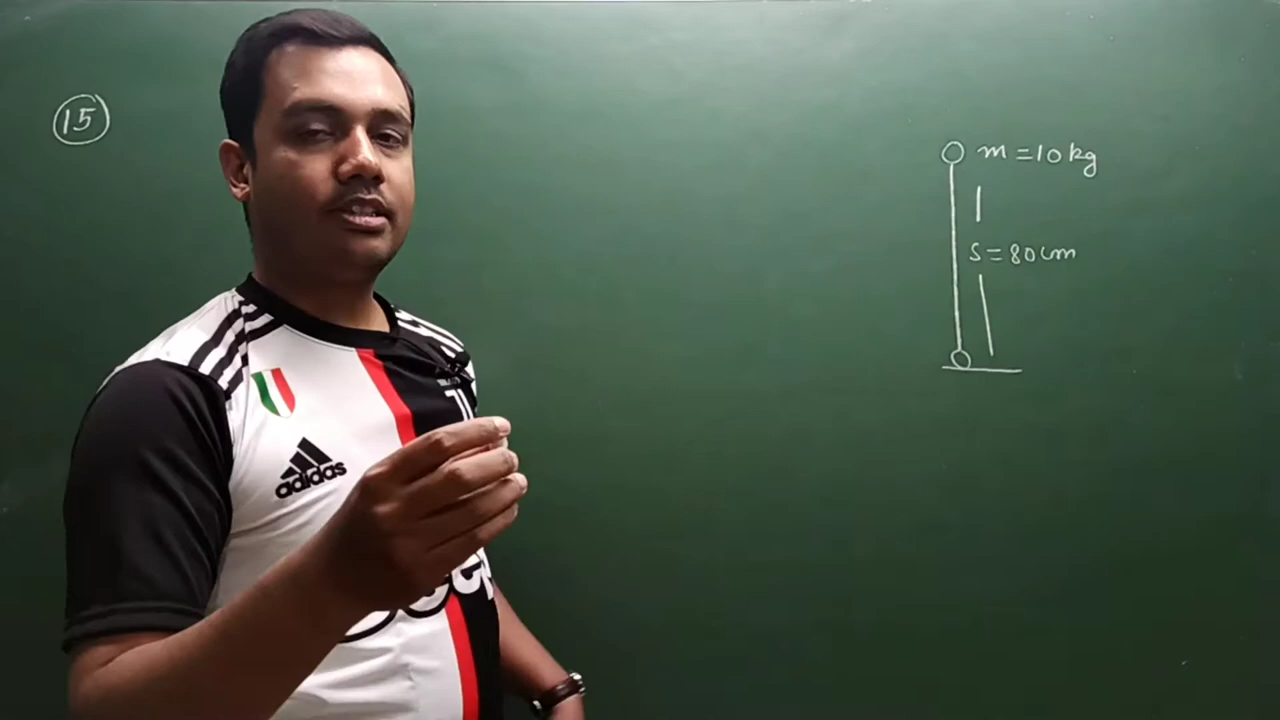 15
m = 10 kg
s = 80 cm
adidas